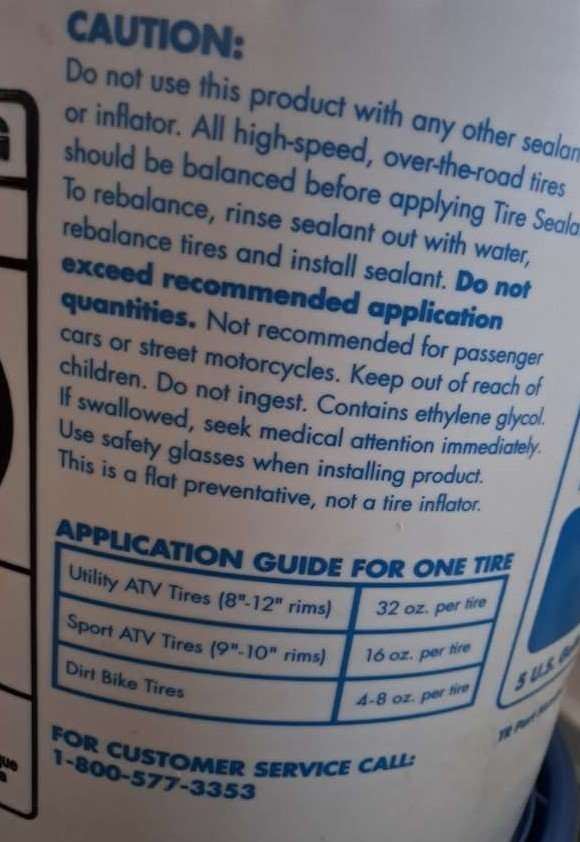 CAUTION:
Do not use this product with any other
or inflator. All high-speed, over-the-road tires
should be balanced before applying Tire
To rebalance, rinse sealant out with water,
rebalance tires and install sealant. Do not
exceed recommended application
quantities. Not recommended for passenger
cars or street motorcycles. Keep out of reach of
children. Do not ingest. Contains ethylene glycol.
If swallowed, seek medical attention immediately.
Use safety glasses when installing product.
This is a flat preventative, not a tire inflator.
APPLICATION GUIDE FOR ONE TIRE
Utility ATV Tires (8"-12" rims) 32 oz. per tire
Sport ATV Tires (9"-10" rims) 16 oz. per tire
Dirt Bike Tires 4-8 oz. per tire
5 U.S.
FOR CUSTOMER SERVICE CALL:
1-800-577-3353